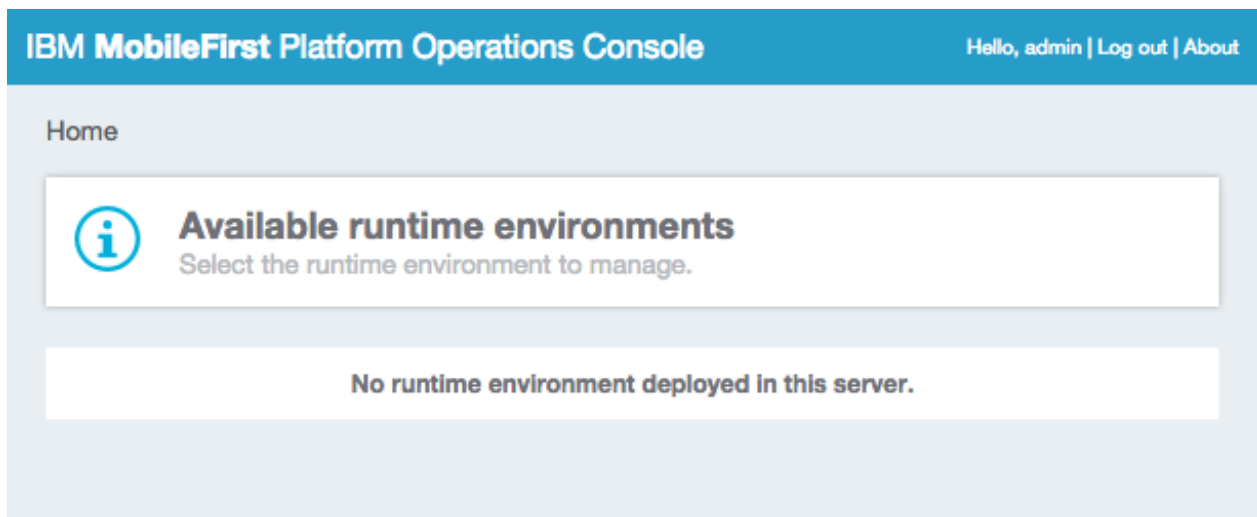 IBM MobileFirst Platform Operations Console
Hello, admin | Log out | About
Home
Available runtime environments
Select the runtime environment to manage.
No runtime environment deployed in this server.